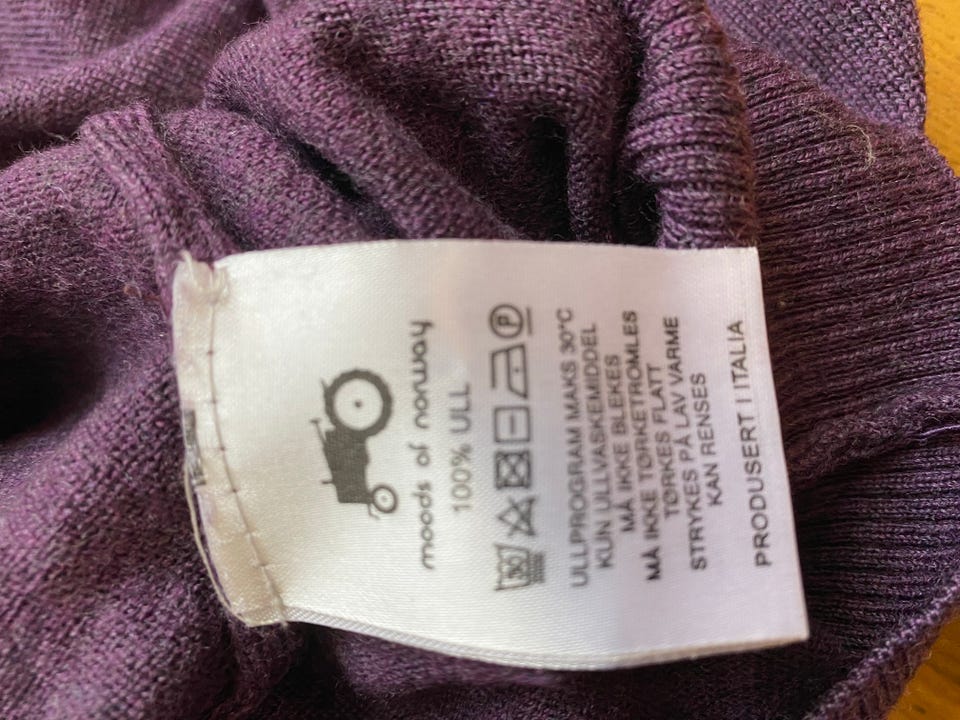 moods of norway
100% ULL
30 P
ULLPROGRAM MAKS 30°C
KUN ULLVASKEMIDDEL
MÅ IKKE BLEKES
MÅ IKKE TØRKETROMLES
TØRKES FLATT
STRYKES PÅ LAV VARME
KAN RENSES
PRODUSERT I ITALIA